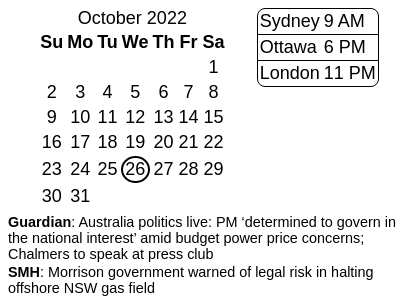 October 2022
Su Mo Tu We Th Fr Sa
1
2 3 4 5 6 7 8
9 10 11 12 13 14 15
16 17 18 19 20 21 22
23 24 25 26 27 28 29
30 31
Sydney 9 AM
Ottawa 6 PM
London 11 PM
Guardian: Australia politics live: PM ‘determined to govern in
the national interest’ amid budget power price concerns;
Chalmers to speak at press club
SMH: Morrison government warned of legal risk in halting
offshore NSW gas field